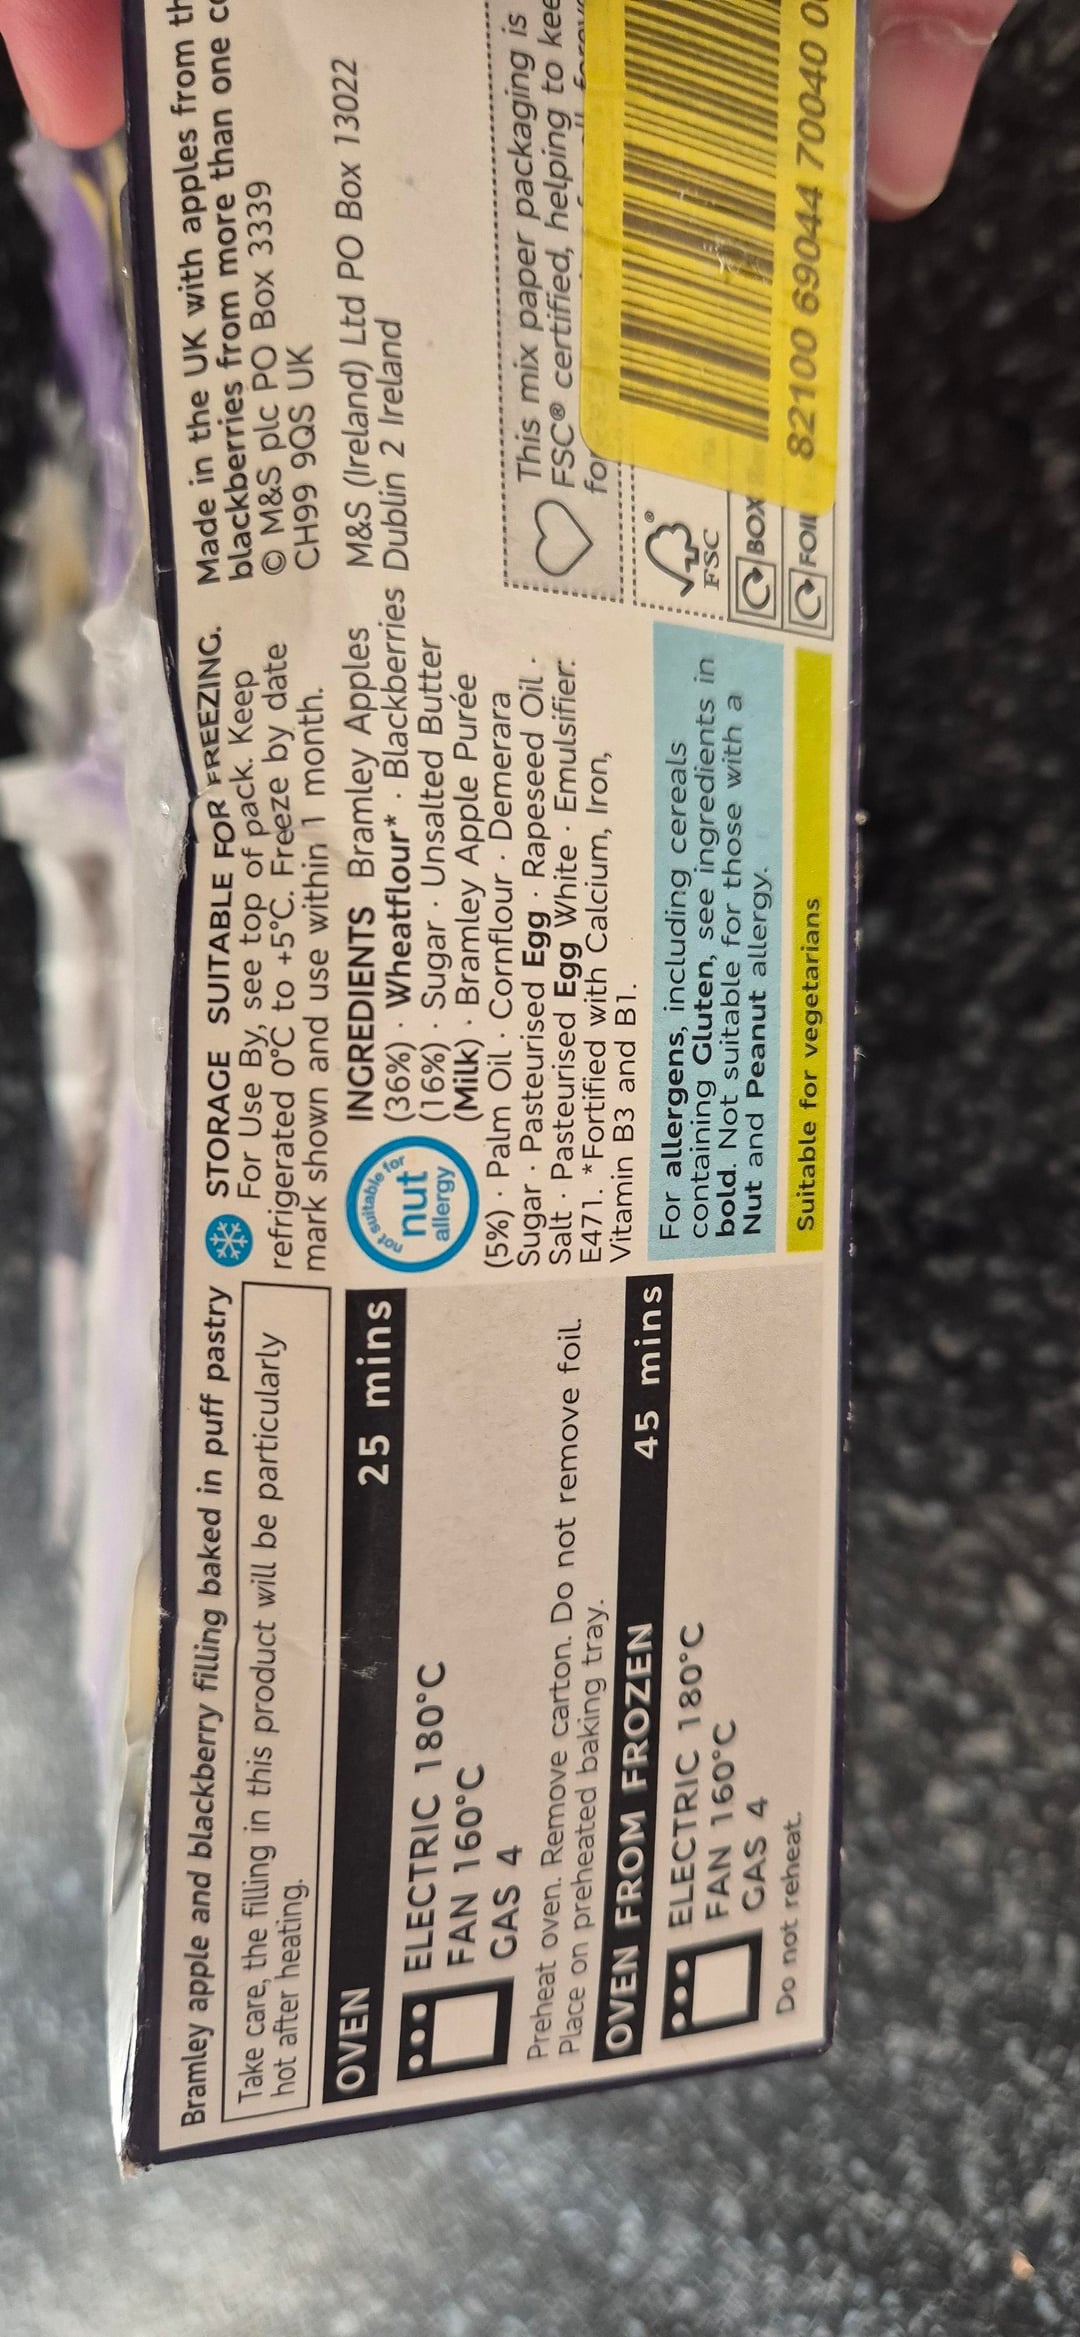 Bramley apple and blackberry filling baked in puff pastry
Take care, the filling in this product will be particularly
hot after heating.
OVEN 25 mins
ELECTRIC 180°C
FAN 160°C
GAS 4
Preheat oven. Remove carton. Do not remove foil.
Place on preheated baking tray.
OVEN FROM FROZEN 45 mins
ELECTRIC 180°C
FAN 160°C
GAS 4
Do not reheat.
STORAGE SUITABLE FOR FREEZING.
For Use By, see top of pack. Keep
refrigerated 0°C to +5°C. Freeze by date
mark shown and use within 1 month.
not suitable for
nut
allergy
INGREDIENTS Bramley Apples
(36%) · Wheatflour* · Blackberries
(16%) · Sugar · Unsalted Butter
(Milk) · Bramley Apple Purée
(5%) · Palm Oil · Cornflour · Demerara
Sugar · Pasteurised Egg · Rapeseed Oil ·
Salt · Pasteurised Egg White · Emulsifier:
E471. *Fortified with Calcium, Iron,
Vitamin B3 and B1.
For allergens, including cereals
containing Gluten, see ingredients in
bold. Not suitable for those with a
Nut and Peanut allergy.
Suitable for vegetarians
Made in the UK with apples from
blackberries from more than one
© M&S plc PO Box 3339
CH99 9QS UK
M&S (Ireland) Ltd PO Box 13022
Dublin 2 Ireland
This mix paper packaging is
FSC® certified, helping to
FSC®
BOX
82100 69044 70040